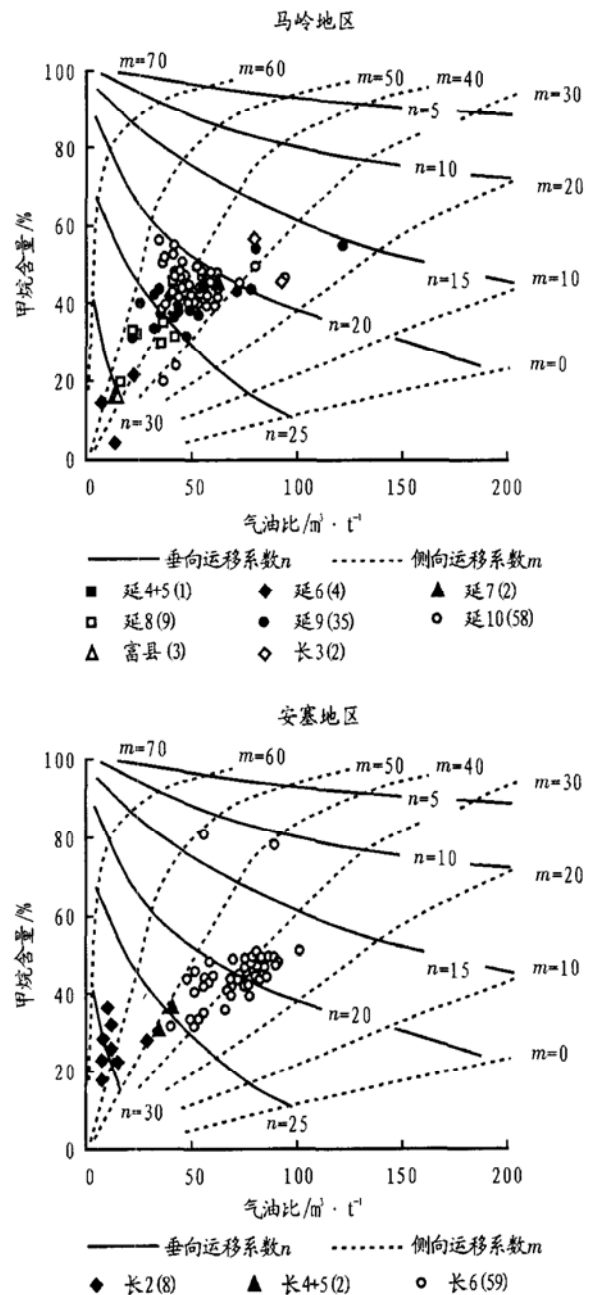 马岭地区
m=70
m=60
m=50
m=40
m=30
n=5
n=10
m=20
n=15
m=10
n=20
m=0
n=30
n=25
100
80
60
40
20
0
甲烷含量/%
0 50 100 150 200
气油比/m³·t⁻¹
垂向运移系数n 侧向运移系数m
延4+5(1) 延6(4) 延7(2)
延8(9) 延9(35) 延10(58)
富县(3) 长3(2)
安塞地区
m=70
m=60
m=50
m=40
m=30
n=5
n=10
m=20
n=15
m=10
n=20
m=0
n=30
n=25
100
80
60
40
20
0
甲烷含量/%
0 50 100 150 200
气油比/m³·t⁻¹
垂向运移系数n 侧向运移系数m
长2(8) 长4+5(2) 长6(59)